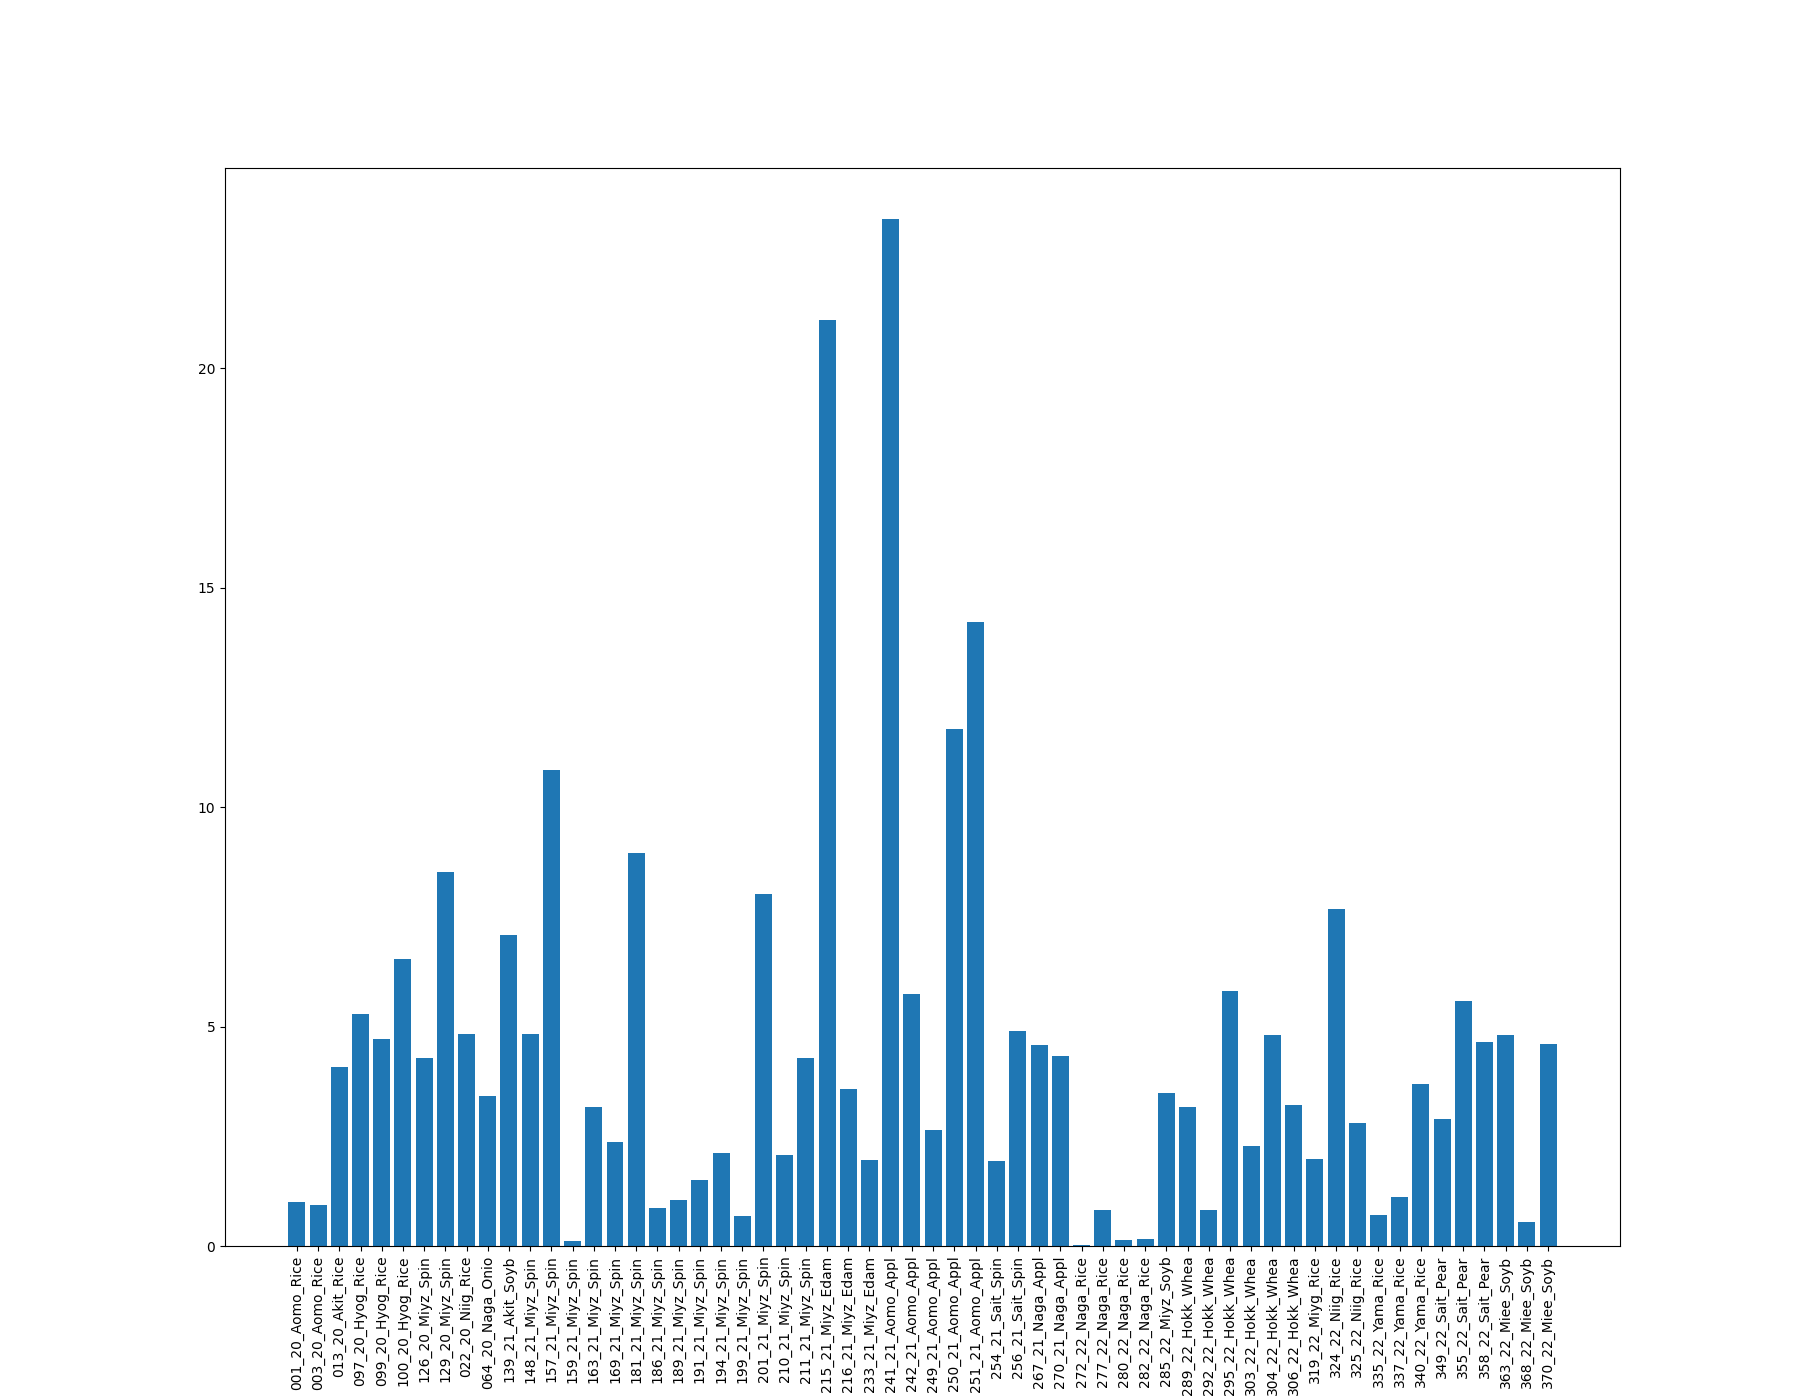 20
15
10
5
0
001_20_Aomo_Rice
003_20_Aomo_Rice
013_20_Akit_Rice
097_20_Hyog_Rice
099_20_Hyog_Rice
100_20_Hyog_Rice
126_20_Miyz_Spin
129_20_Miyz_Spin
022_20_Niig_Rice
064_20_Naga_Onio
139_21_Akit_Soyb
148_21_Miyz_Spin
157_21_Miyz_Spin
159_21_Miyz_Spin
163_21_Miyz_Spin
169_21_Miyz_Spin
181_21_Miyz_Spin
186_21_Miyz_Spin
189_21_Miyz_Spin
191_21_Miyz_Spin
194_21_Miyz_Spin
199_21_Miyz_Spin
201_21_Miyz_Spin
210_21_Miyz_Spin
211_21_Miyz_Spin
215_21_Miyz_Edam
216_21_Miyz_Edam
233_21_Miyz_Edam
241_21_Aomo_Appl
242_21_Aomo_Appl
249_21_Aomo_Appl
250_21_Aomo_Appl
251_21_Aomo_Appl
254_21_Sait_Spin
256_21_Sait_Spin
267_21_Naga_Appl
270_21_Naga_Appl
272_22_Naga_Rice
277_22_Naga_Rice
280_22_Naga_Rice
282_22_Naga_Rice
285_22_Miyz_Soyb
289_22_Hokk_Whea
292_22_Hokk_Whea
295_22_Hokk_Whea
303_22_Hokk_Whea
304_22_Hokk_Whea
306_22_Hokk_Whea
319_22_Miyg_Rice
324_22_Niig_Rice
325_22_Niig_Rice
335_22_Yama_Rice
337_22_Yama_Rice
340_22_Yama_Rice
349_22_Sait_Pear
355_22_Sait_Pear
358_22_Sait_Pear
363_22_Miee_Soyb
368_22_Miee_Soyb
370_22_Miee_Soyb